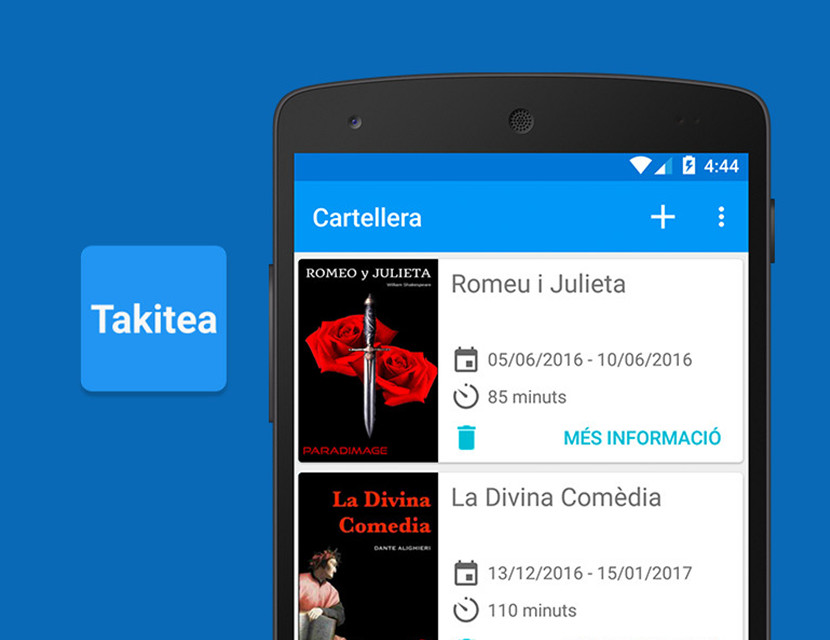 Takitea
4:44
Cartellera
ROMEO y JULIETA
William Shakespeare
PARADIMAGE
Romeu i Julieta
05/06/2016 - 10/06/2016
85 minuts
MÉS INFORMACIÓ
La Divina
Comedia
DANTE ALIGHIERI
La Divina Comèdia
13/12/2016 - 15/01/2017
110 minuts